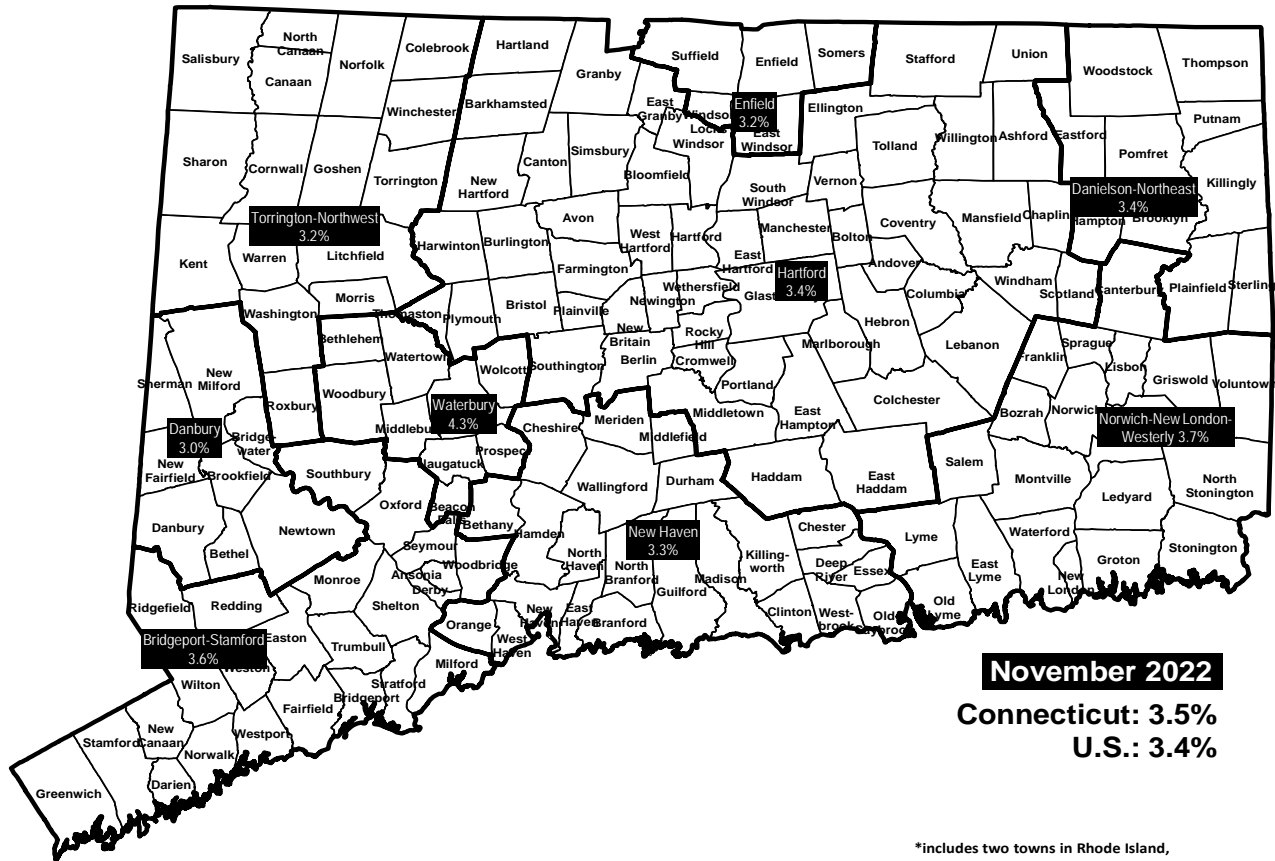 North
Canaan
Colebrook
Hartland
Salisbury
Norfolk
Granby
Suffield
Enfield
Somers
Stafford
Union
Woodstock
Thompson
Canaan
Winchester
Barkhamsted
East
Granby
Windsor
Locks
Enfield
3.2%
East
Windsor
Ellington
Putnam
Willington
Ashford
Eastford
Tolland
Pomfret
Sharon
Cornwall
Goshen
Torrington
New
Hartford
Canton
Simsbury
Bloomfield
Windsor
Vernon
Killingly
South
Windsor
Danielson-Northeast
3.4%
Hampton
Brooklyn
Torrington-Northwest
3.2%
Avon
Mansfield
Chaplin
Coventry
Manchester
Bolton
West
Hartford
Hartford
Harwinton
Burlington
Kent
Warren
Litchfield
East
Hartford
Farmington
Andover
Hartford
3.4%
Windham
Scotland
Canterbury
Plainfield
Sterling
Morris
Washington
Thomaston
Plymouth
Bristol
Plainville
Newington
Wethersfield
Columbia
Hebron
New
Britain
Rocky
Hill
Marlborough
Lebanon
Bethlehem
Watertown
Wolcott
Southington
Berlin
Cromwell
Franklin
Sprague
Sherman
New
Milford
Roxbury
Woodbury
Portland
Griswold
Colchester
Bozrah
Waterbury
4.3%
Cheshire
Meriden
Middletown
East
Hampton
Norwich-New London-
Westerly 3.7%
Danbury
3.0%
Bridge-
water
Middlefield
Prospect
Naugatuck
New
Fairfield
Brookfield
Southbury
Wallingford
Durham
Haddam
East
Haddam
Salem
Montville
Ledyard
North
Stonington
Oxford
Beacon
Bethany
Hamden
Danbury
Bethel
Newtown
Seymour
Woodbridge
North
Haven
New Haven
3.3%
North
Branford
Killing-
worth
Chester
Deep
River
Essex
Lyme
East
Lyme
Waterford
Groton
Stonington
New
London
Monroe
Ansonia
Derby
Madison
Guilford
Ridgefield
Redding
Shelton
Clinton
West-
brook
Old
Saybrook
Old
Lyme
Orange
West
Haven
New
Haven
East
Haven
Branford
Bridgeport-Stamford
3.6%
Easton
Weston
Trumbull
Milford
Stratford
Bridgeport
Wilton
Fairfield
Westport
New
Canaan
Stamford
Norwalk
Darien
Greenwich
November 2022
Connecticut: 3.5%
U.S.: 3.4%
*includes two towns in Rhode Island,